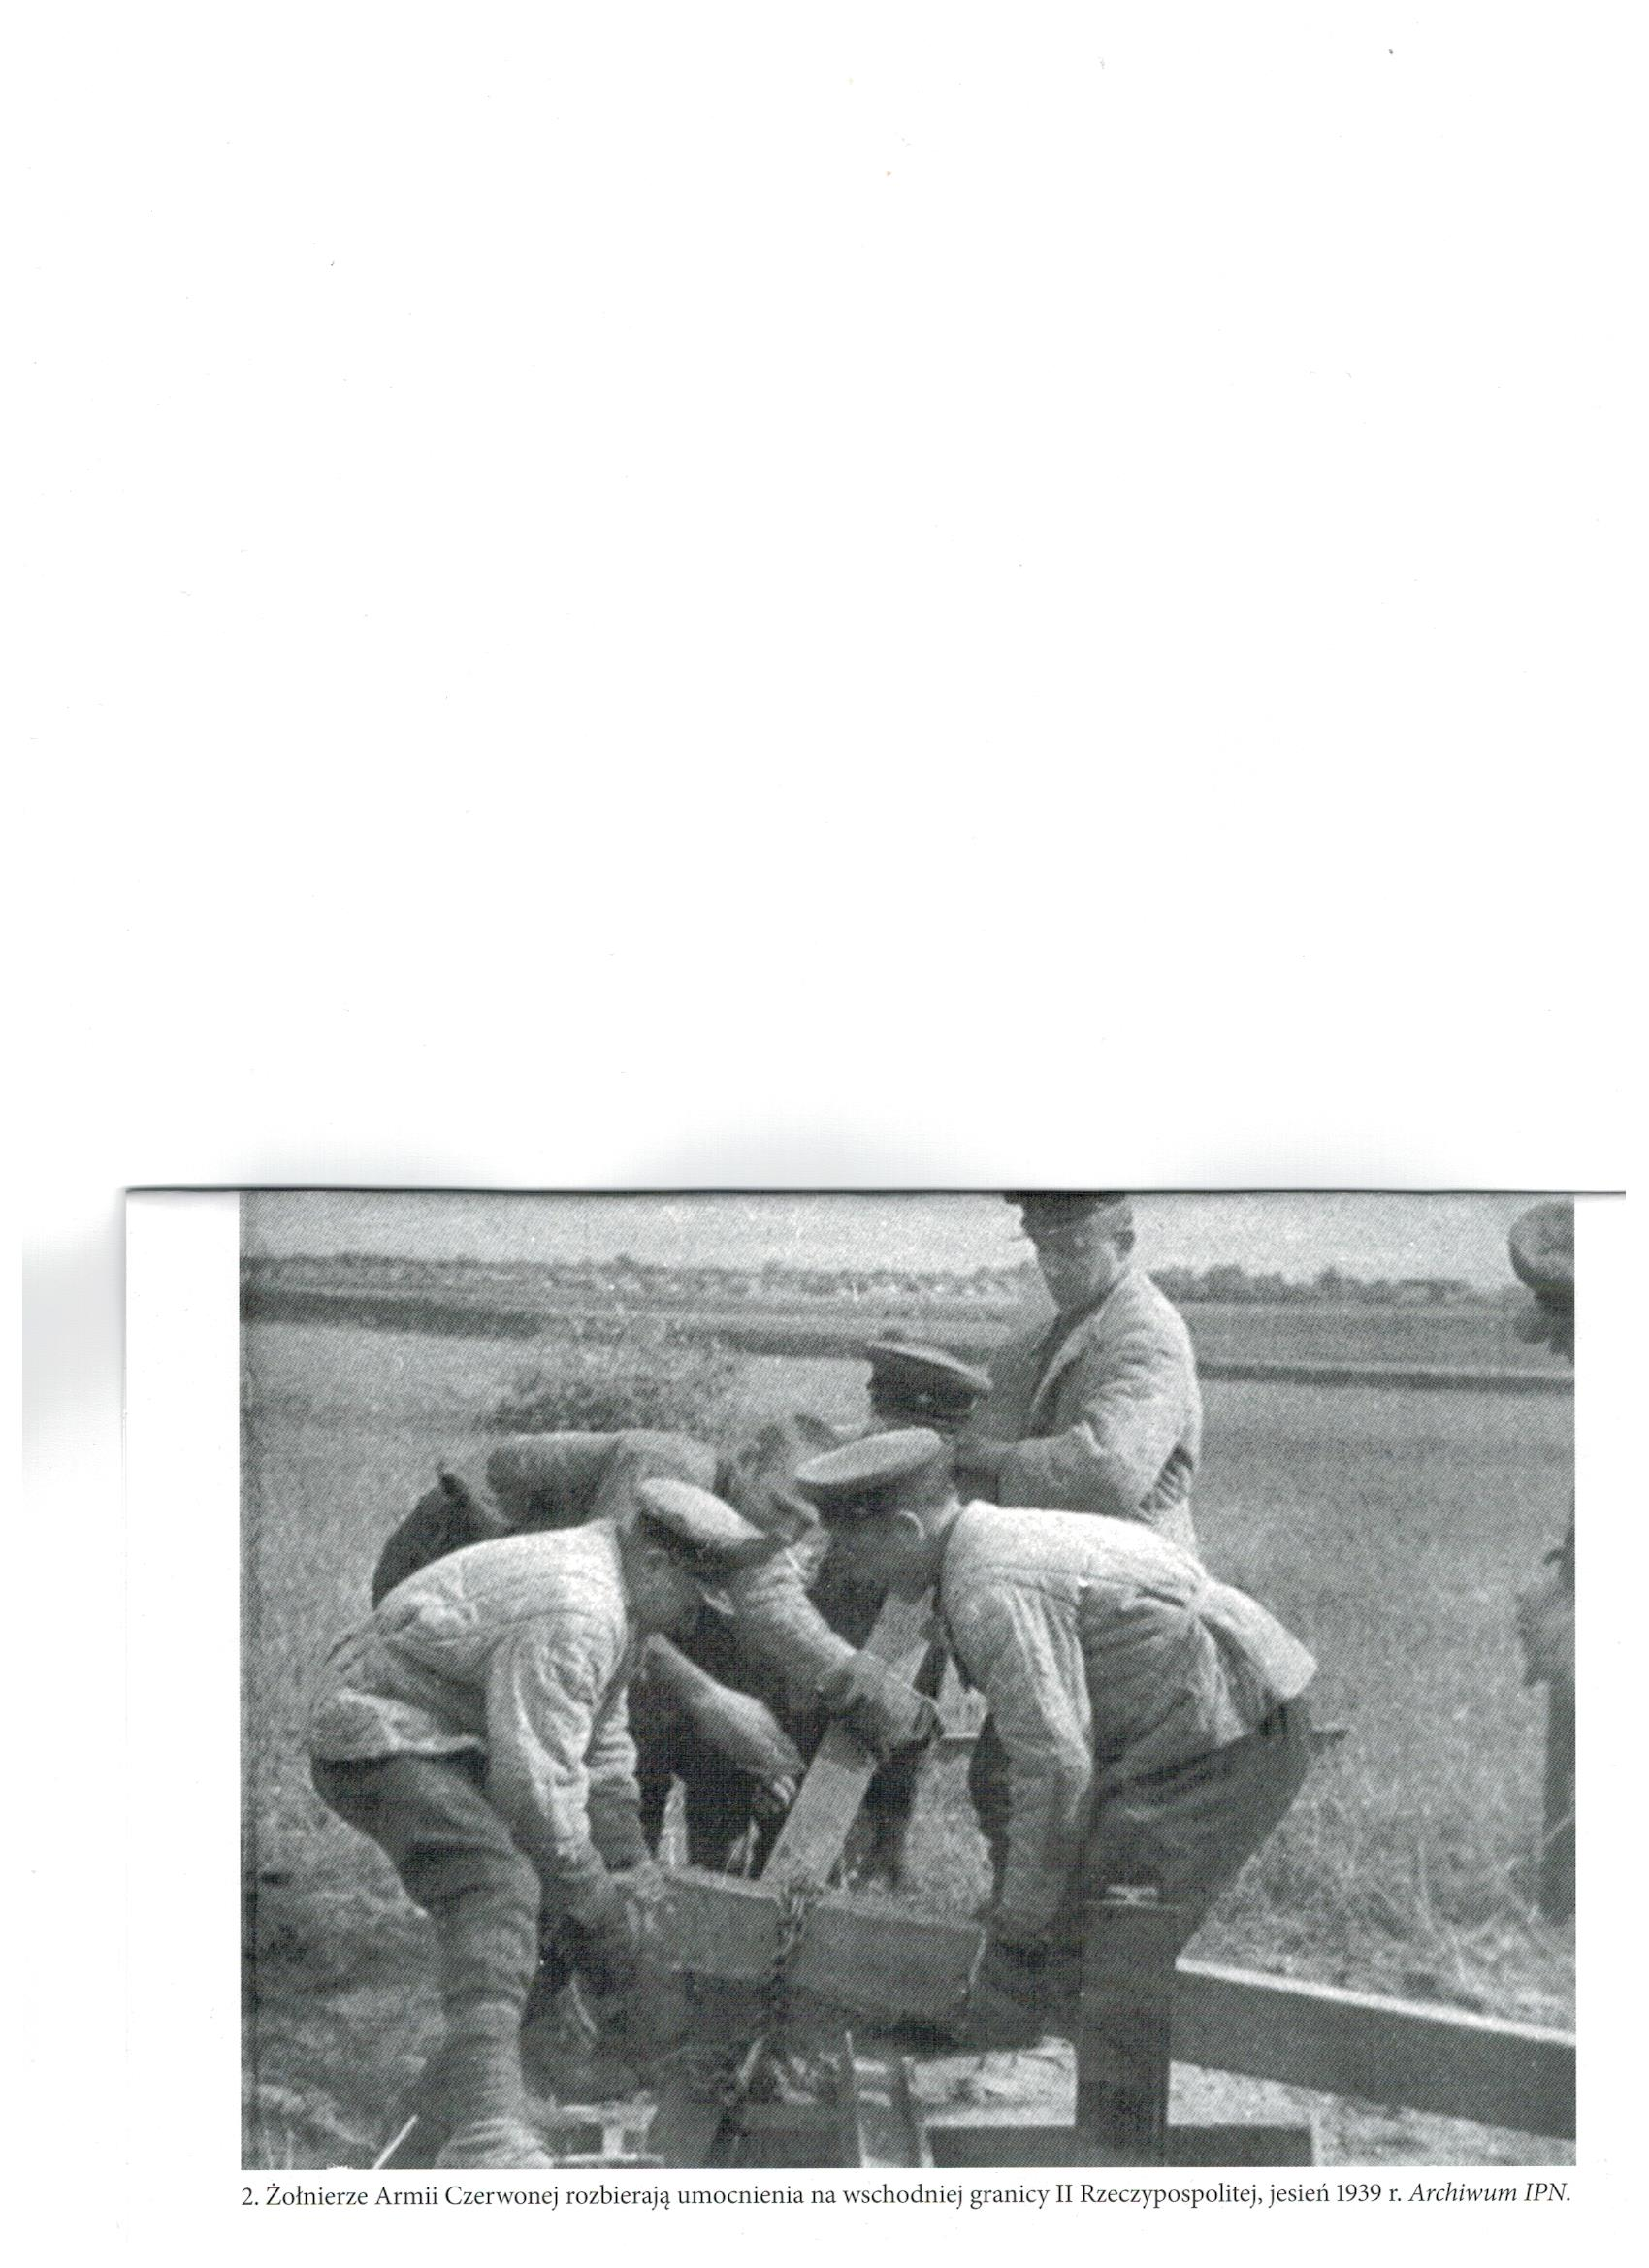 2. Żołnierze Armii Czerwonej rozbierają umocnienia na wschodniej granicy II Rzeczypospolitej, jesień 1939 r. Archiwum IPN.